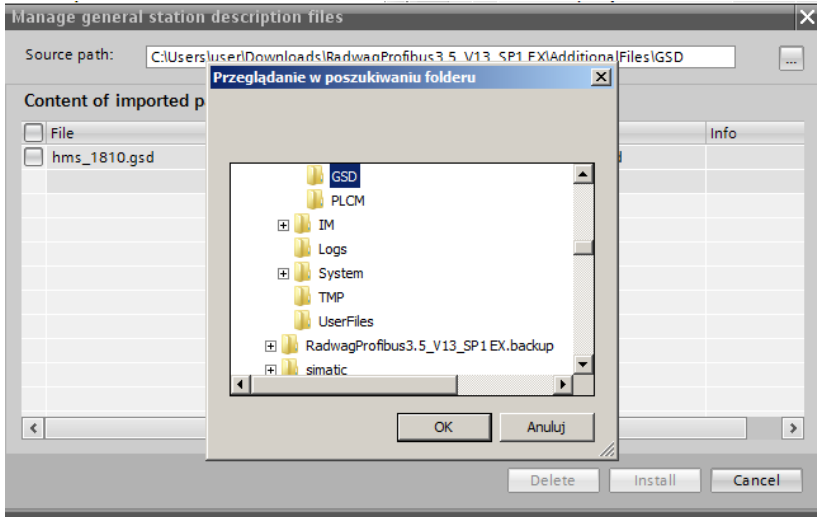 Manage general station description files
Source path:
C:\Users\user\Downloads\RadwagProfibus3.5_V13_SP1 EX\AdditionalFiles\GSD
...
Przeglądanie w poszukiwaniu folderu
Content of imported p
File
Info
hms_1810.gsd
GSD
PLCM
IM
Logs
System
TMP
UserFiles
RadwagProfibus3.5_V13_SP1 EX.backup
simatic
OK
Anuluj
Delete
Install
Cancel